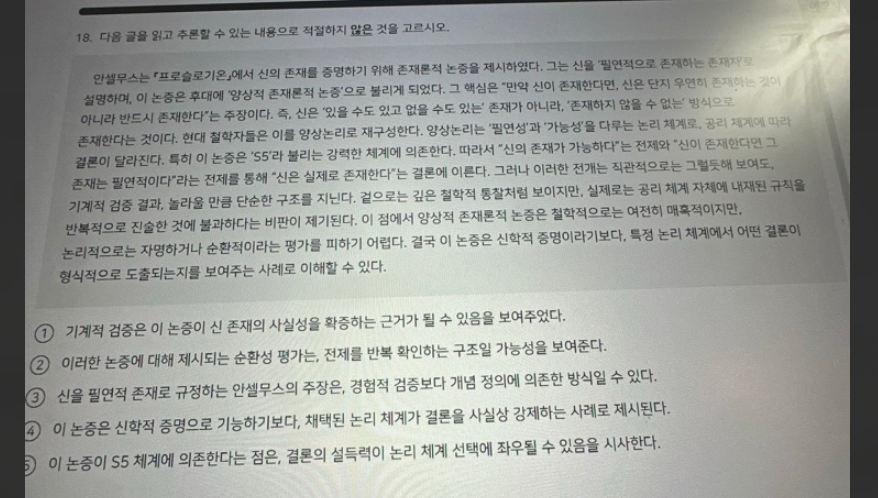 18. 다음 글을 읽고 추론할 수 있는 내용으로 적절하지 않은 것을 고르시오.
안셀무스는 『프로슬로기온』에서 신의 존재를 증명하기 위해 존재론적 논증을 제시하였다. 그는 신을 '필연적으로 존재하는 존재자'로
설명하며, 이 논증은 후대에 '양상적 존재론적 논증'으로 불리게 되었다. 그 핵심은 "만약 신이 존재한다면, 신은 단지 우연히 존재하는 것이
아니라 반드시 존재한다"는 주장이다. 즉, 신은 '있을 수도 있고 없을 수도 있는' 존재가 아니라, '존재하지 않을 수 없는' 방식으로
존재한다는 것이다. 현대 철학자들은 이를 양상논리로 재구성한다. 양상논리는 '필연성'과 '가능성'을 다루는 논리 체계로, 공리 체계에 따라
결론이 달라진다. 특히 이 논증은 'S5'라 불리는 강력한 체계에 의존한다. 따라서 "신의 존재가 가능하다"는 전제와 "신이 존재한다면 그
존재는 필연적이다"라는 전제를 통해 "신은 실제로 존재한다"는 결론에 이른다. 그러나 이러한 전개는 직관적으로는 그럴듯해 보여도,
기계적 검증 결과, 놀라울 만큼 단순한 구조를 지닌다. 겉으로는 깊은 철학적 통찰처럼 보이지만, 실제로는 공리 체계 자체에 내재된 규칙을
반복적으로 진술한 것에 불과하다는 비판이 제기된다. 이 점에서 양상적 존재론적 논증은 철학적으로는 여전히 매혹적이지만,
논리적으로는 자명하거나 순환적이라는 평가를 피하기 어렵다. 결국 이 논증은 신학적 증명이라기보다, 특정 논리 체계에서 어떤 결론이
형식적으로 도출되는지를 보여주는 사례로 이해할 수 있다.
① 기계적 검증은 이 논증이 신 존재의 사실성을 확증하는 근거가 될 수 있음을 보여주었다.
② 이러한 논증에 대해 제시되는 순환성 평가는, 전제를 반복 확인하는 구조일 가능성을 보여준다.
③ 신을 필연적 존재로 규정하는 안셀무스의 주장은, 경험적 검증보다 개념 정의에 의존한 방식일 수 있다.
④ 이 논증은 신학적 증명으로 기능하기보다, 채택된 논리 체계가 결론을 사실상 강제하는 사례로 제시된다.
⑤ 이 논증이 S5 체계에 의존한다는 점은, 결론의 설득력이 논리 체계 선택에 좌우될 수 있음을 시사한다.